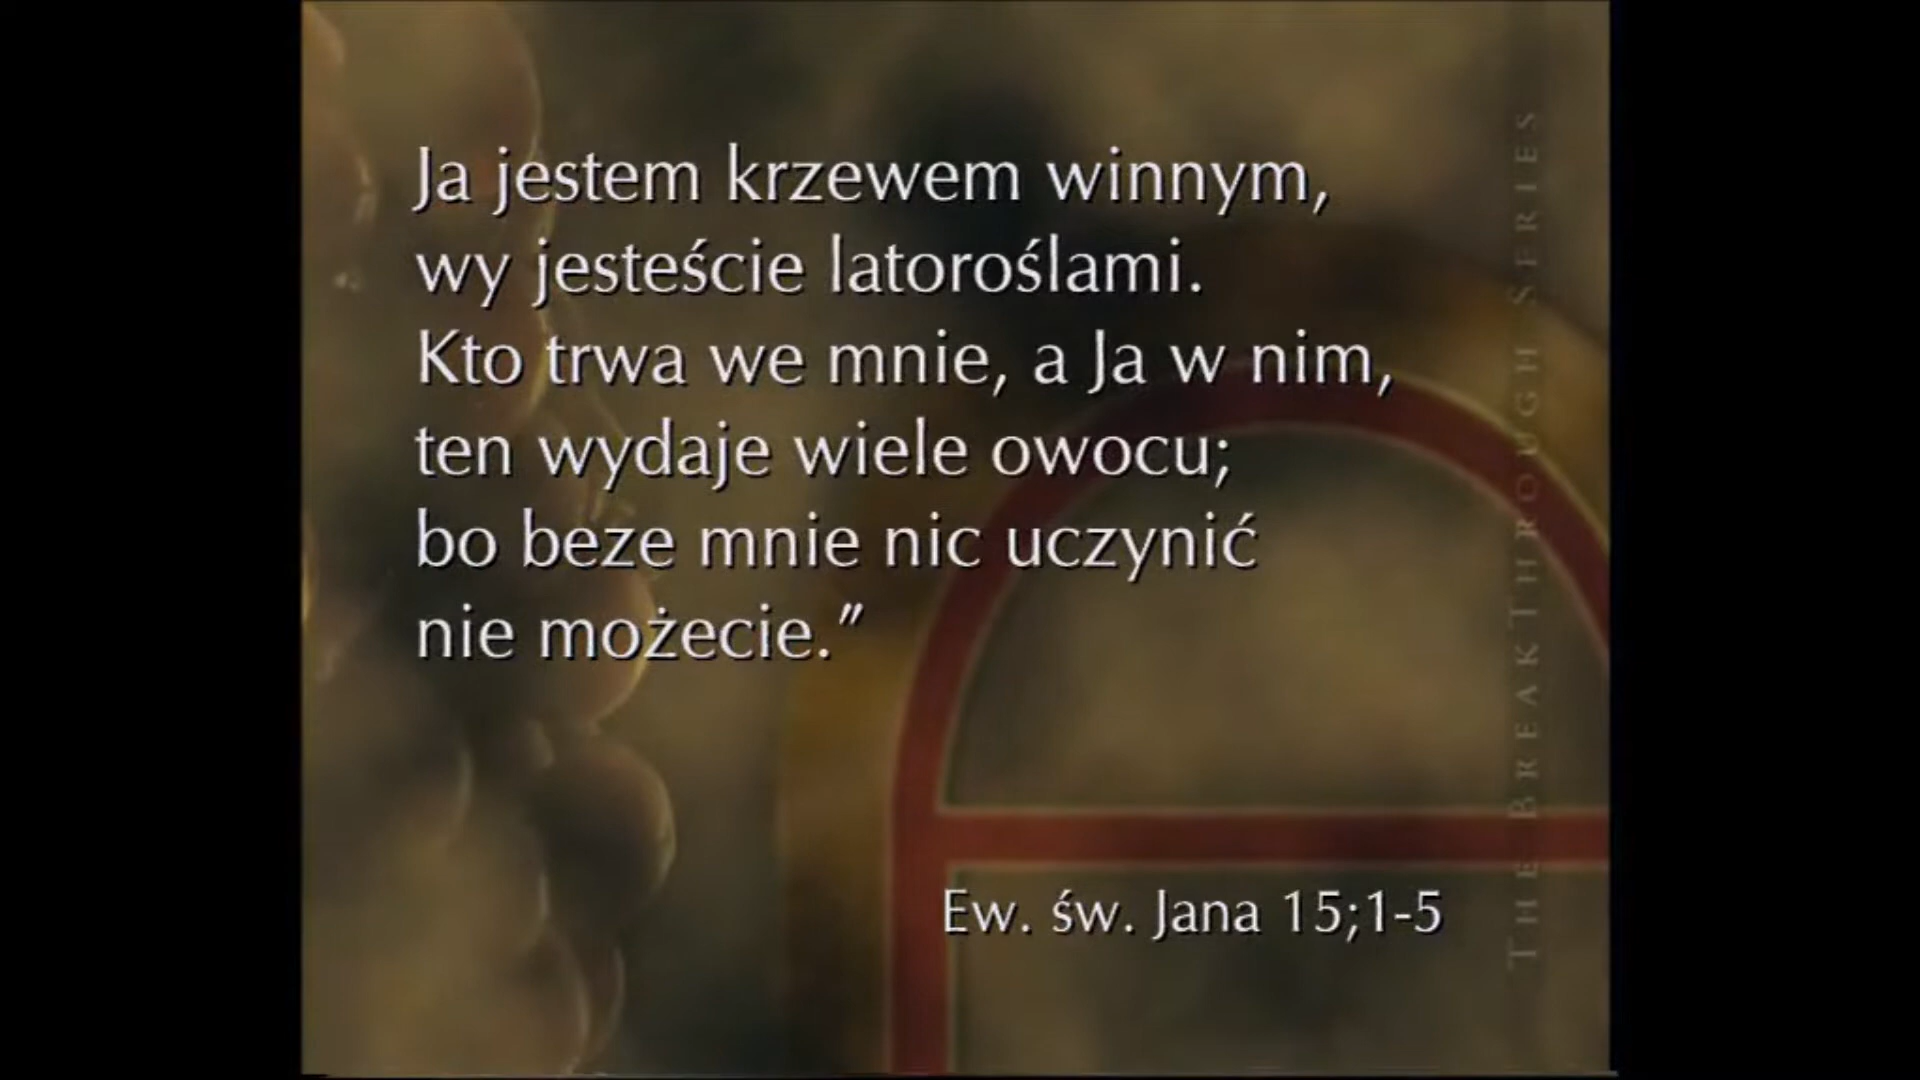 Ja jestem krzewem winnym,
wy jesteście latoroślami.
Kto trwa we mnie, a Ja w nim,
ten wydaje wiele owocu;
bo beze mnie nic uczynić
nie możecie.”
Ew. św. Jana 15;1-5
THE BREAKTHROUGH SERIES